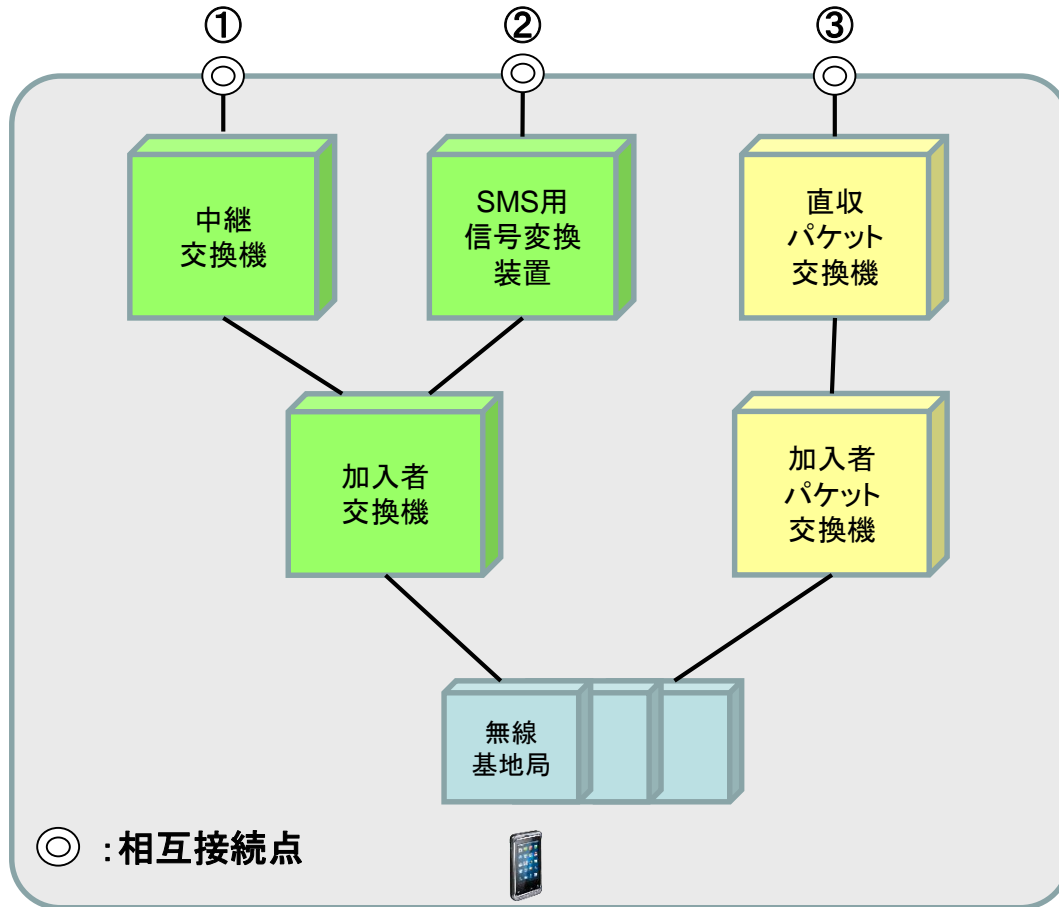 ①
②
③
中継
交換機
SMS用
信号変換
装置
直収
パケット
交換機
加入者
交換機
加入者
パケット
交換機
無線
基地局
：相互接続点